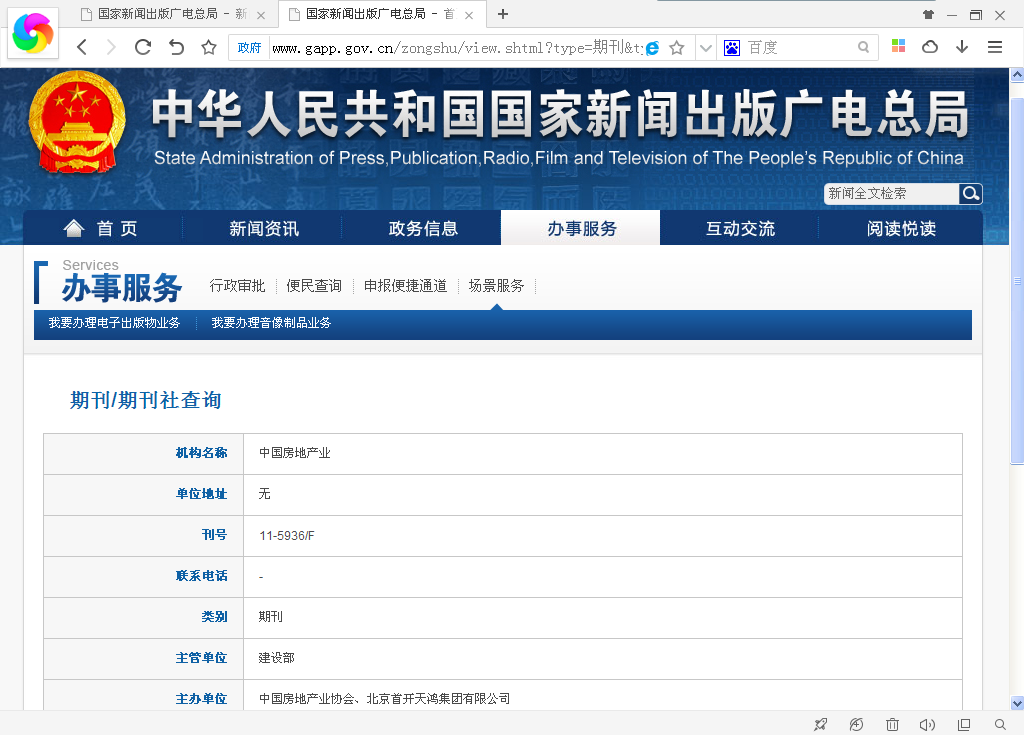 国家新闻出版广电总局 - 新
国家新闻出版广电总局 - 首
政府 www.gapp.gov.cn/zongshu/view.shtml?type=期刊&ty 百度
中华人民共和国国家新闻出版广电总局
State Administration of Press,Publication,Radio,Film and Television of The People's Republic of China
新闻全文检索
首 页 新闻资讯 政务信息 办事服务 互动交流 阅读悦读
Services
办事服务 行政审批 便民查询 申报便捷通道 场景服务
我要办理电子出版物业务 我要办理音像制品业务
期刊/期刊社查询
机构名称 中国房地产业
单位地址 无
刊号 11-5936/F
联系电话 -
类别 期刊
主管单位 建设部
主办单位 中国房地产业协会、北京首开天鸿集团有限公司